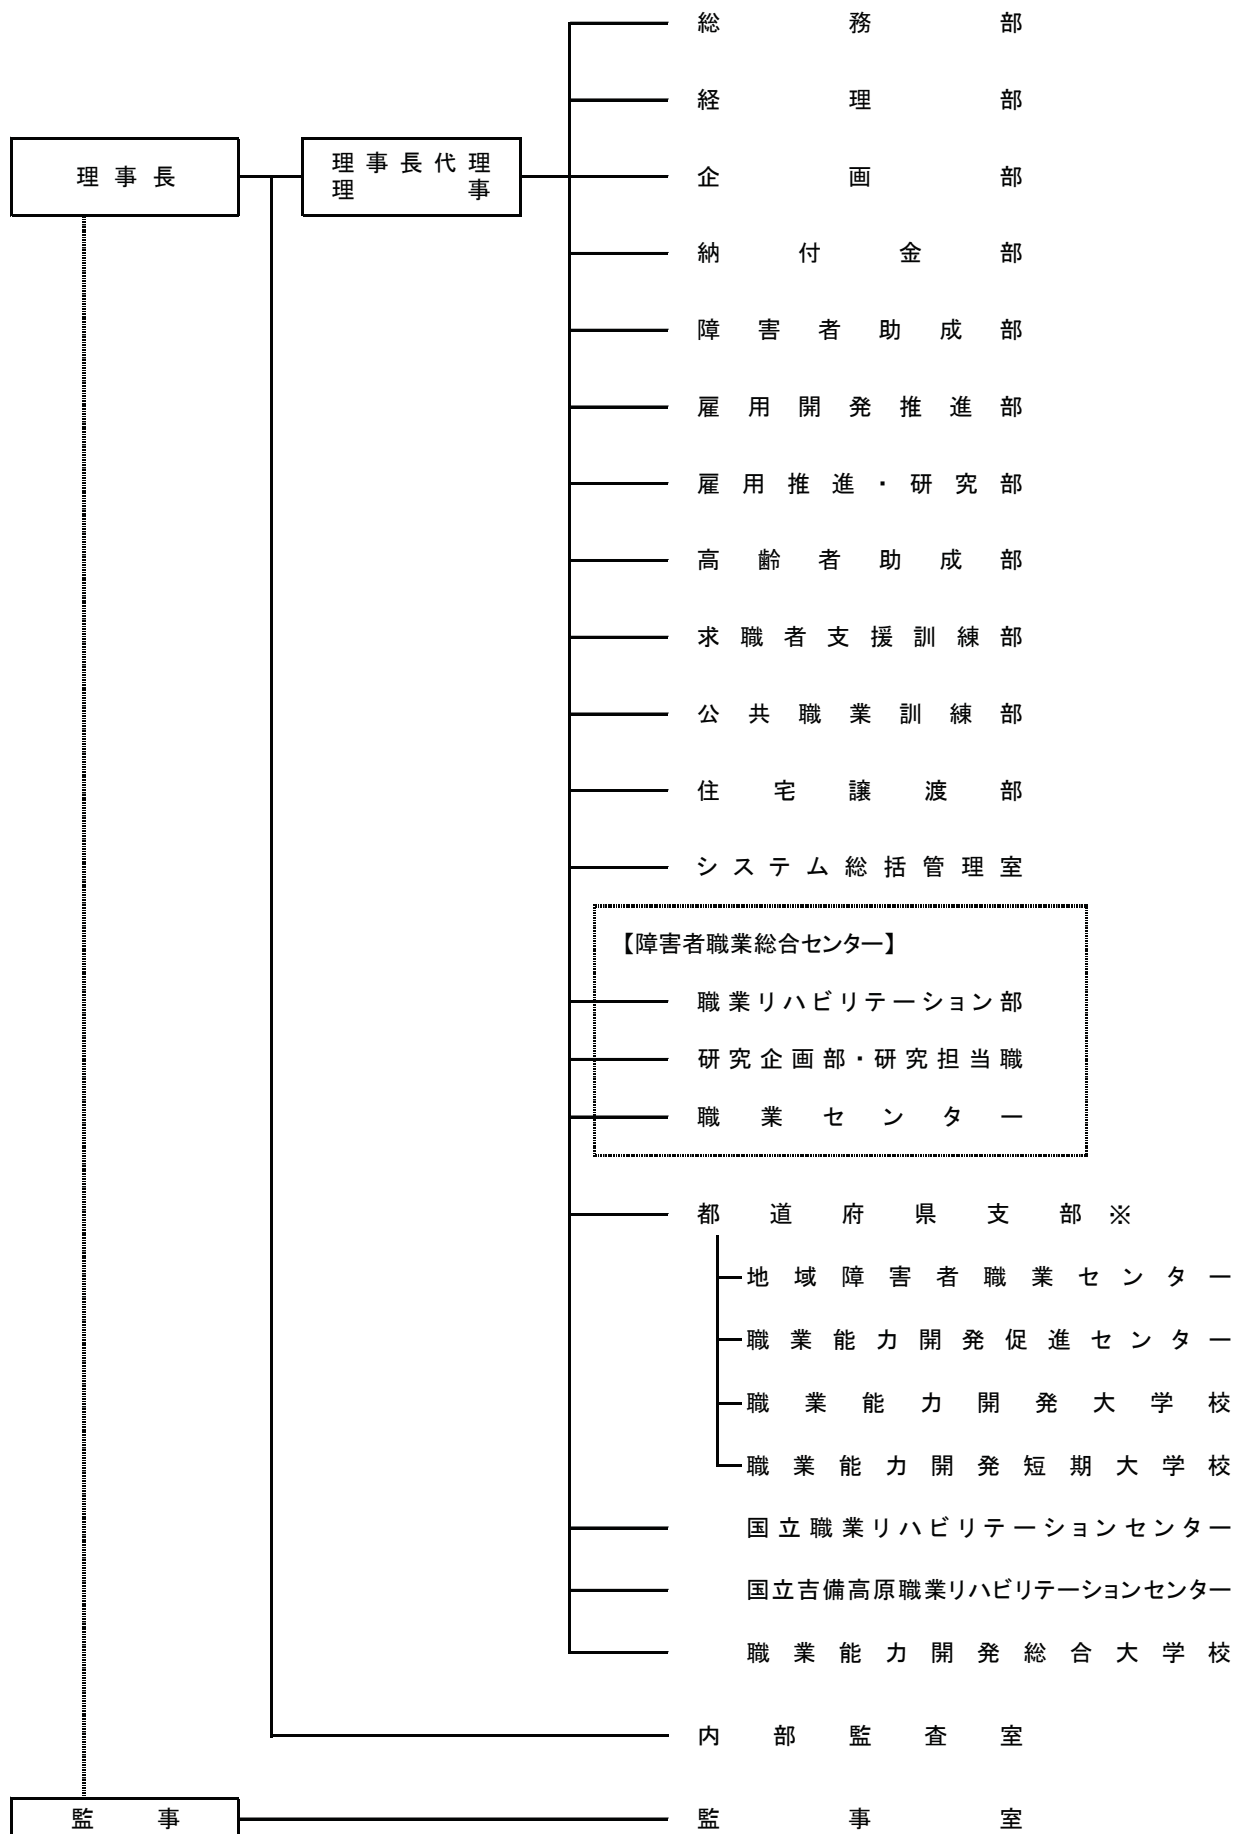 総務部
経理部
理事長
理事長代理
理事
企画部
納付金部
障害者助成部
雇用開発推進部
雇用推進・研究部
高齢者助成部
求職者支援訓練部
公共職業訓練部
住宅譲渡部
システム総括管理室
【障害者職業総合センター】
職業リハビリテーション部
研究企画部・研究担当職
職業センター
都道府県支部※
地域障害者職業センター
職業能力開発促進センター
職業能力開発大学校
職業能力開発短期大学校
国立職業リハビリテーションセンター
国立吉備高原職業リハビリテーションセンター
職業能力開発総合大学校
内部監査室
監事
監事室